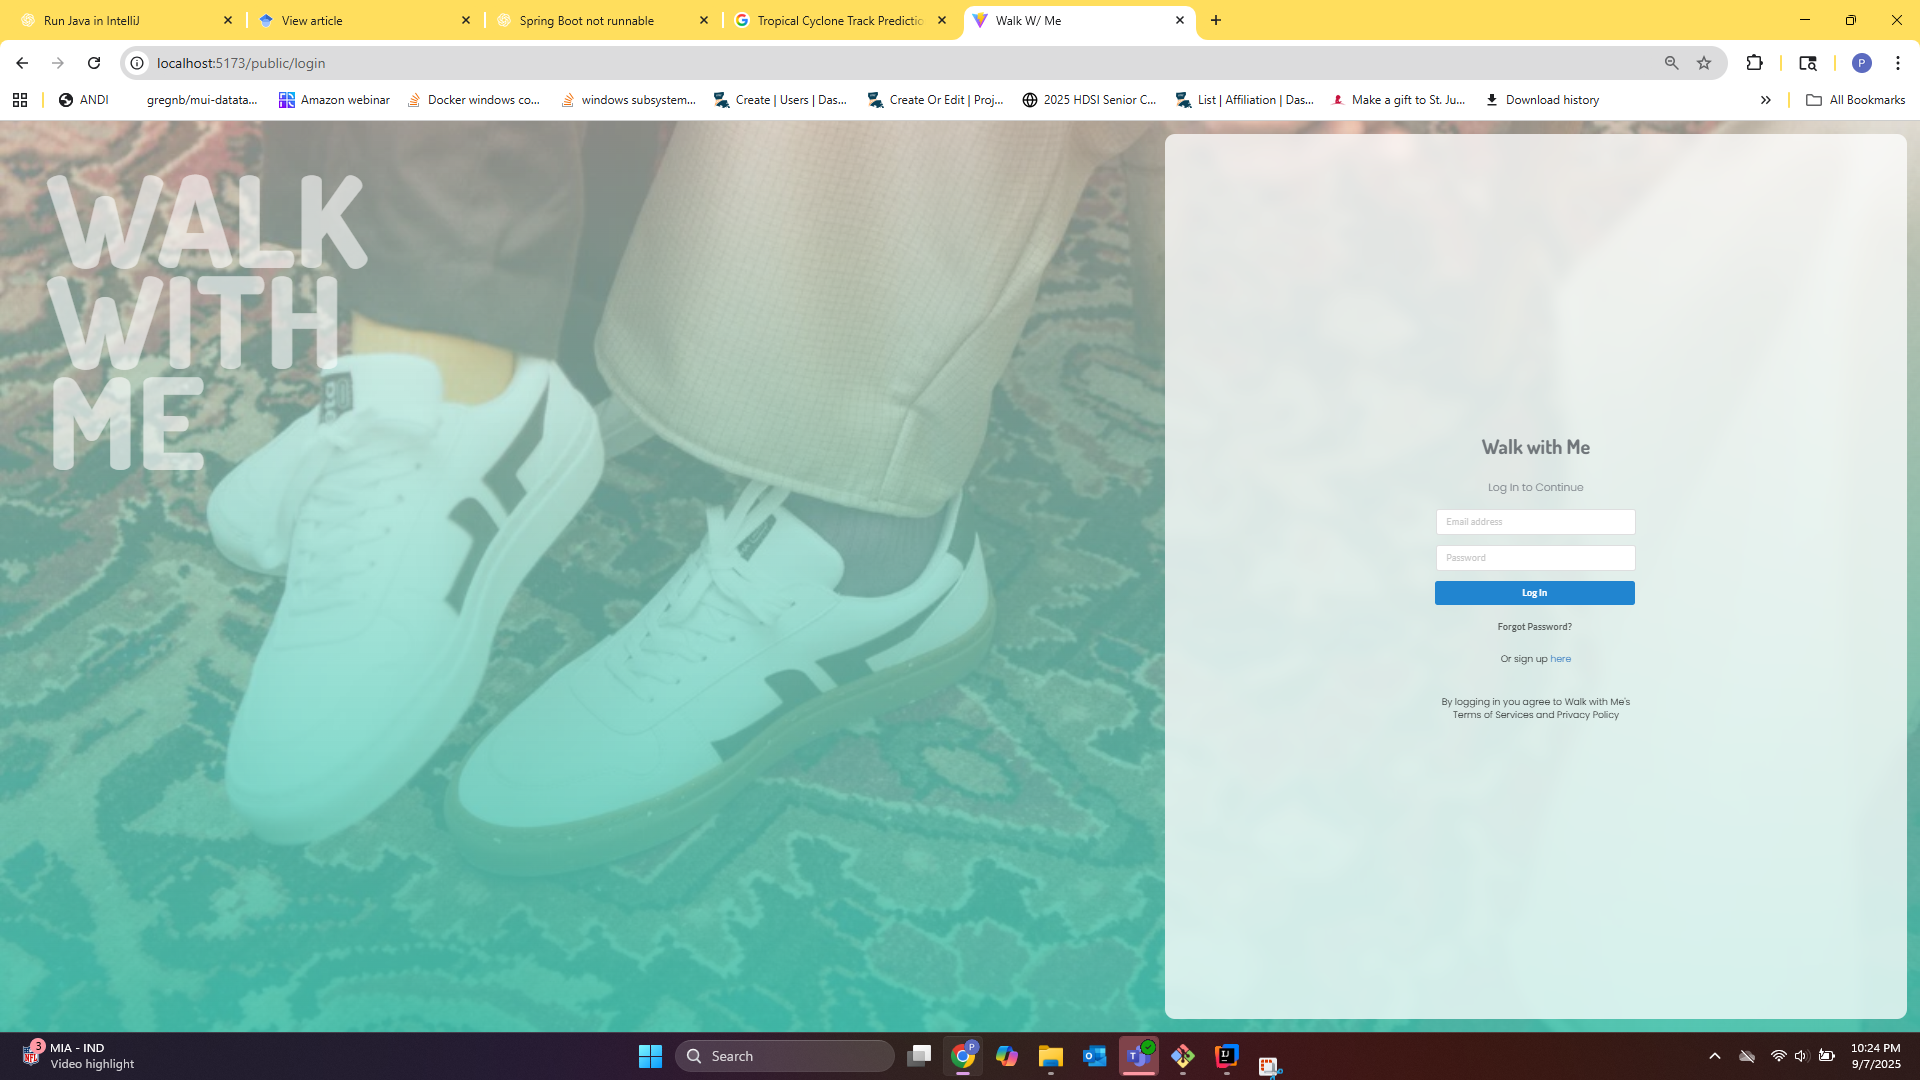 Run Java in IntelliJ
View article
Spring Boot not runnable
Tropical Cyclone Track Predictio
Walk W/ Me
localhost:5173/public/login
P
ANDI
gregnb/mui-datata...
Amazon webinar
Docker windows co...
windows subsystem...
Create | Users | Das...
Create Or Edit | Proj...
2025 HDSI Senior C...
List | Affiliation | Das...
Make a gift to St. Ju...
Download history
All Bookmarks
WALK
WITH
ME
Walk with Me
Log In to Continue
Email address
Password
Log In
Forgot Password?
Or sign up here
By logging in you agree to Walk with Me's
Terms of Services and Privacy Policy
3
MIA - IND
Video highlight
Search
P
10:24 PM
9/7/2025